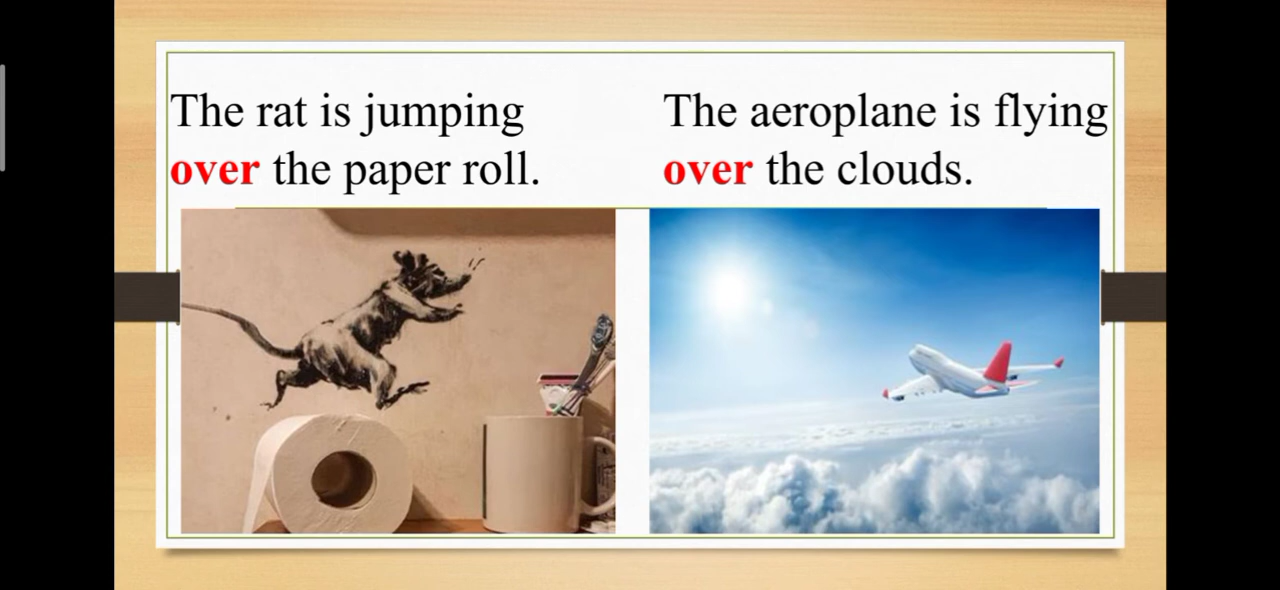 The rat is jumping
over the paper roll.
The aeroplane is flying
over the clouds.